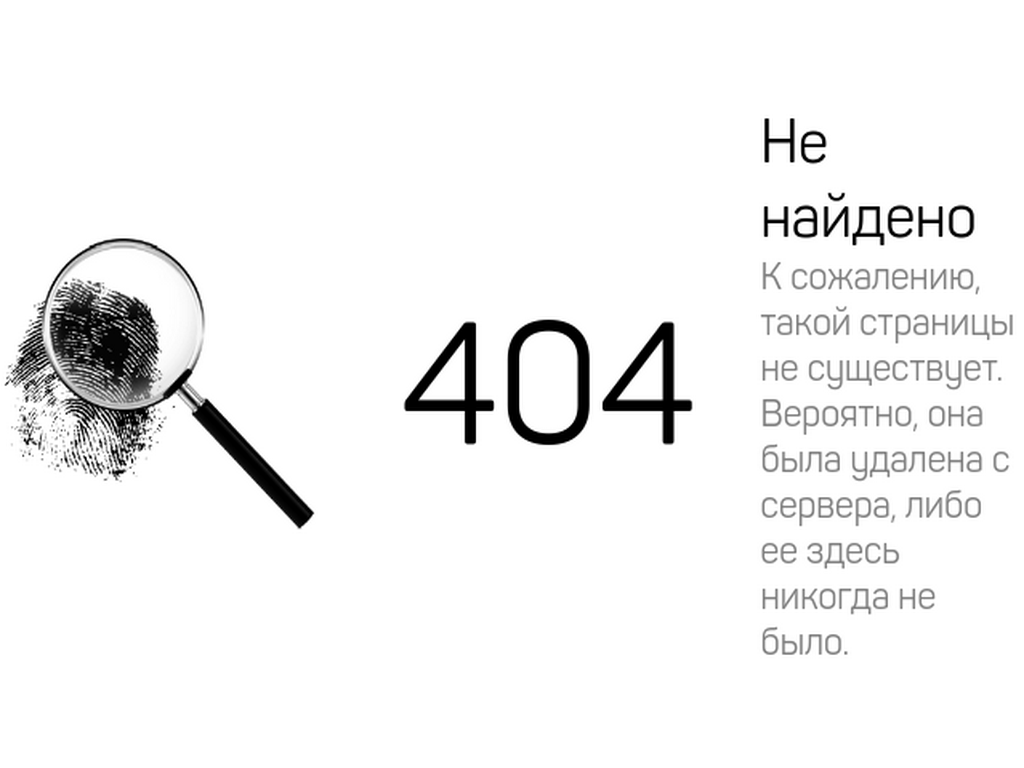 404
Не
найдено
К сожалению,
такой страницы
не существует.
Вероятно, она
была удалена с
сервера, либо
ее здесь
никогда не
было.